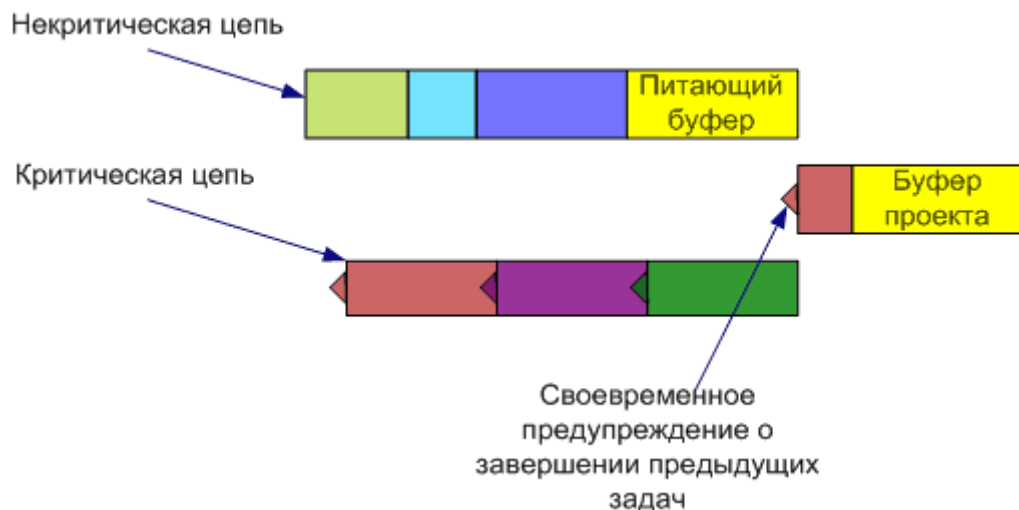 Некритическая цепь
Питающий
буфер
Критическая цепь
Буфер
проекта
Своевременное
предупреждение о
завершении предыдущих
задач